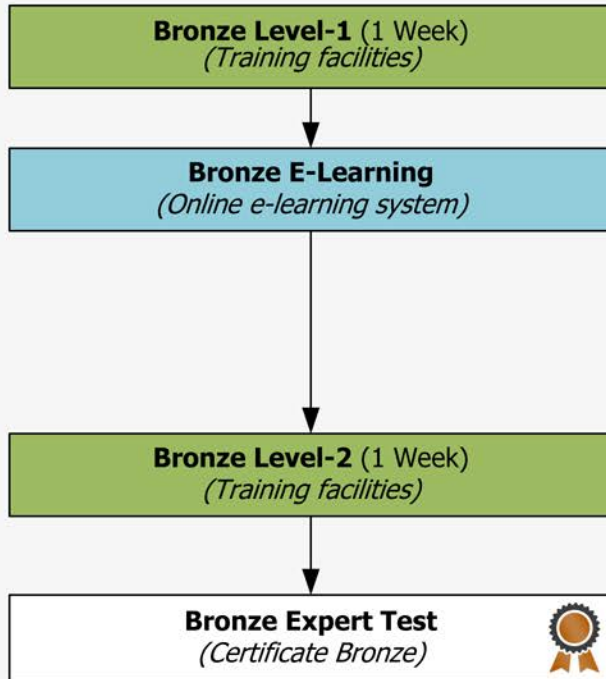 Bronze Level-1 (1 Week)
(Training facilities)
Bronze E-Learning
(Online e-learning system)
Bronze Level-2 (1 Week)
(Training facilities)
Bronze Expert Test
(Certificate Bronze)